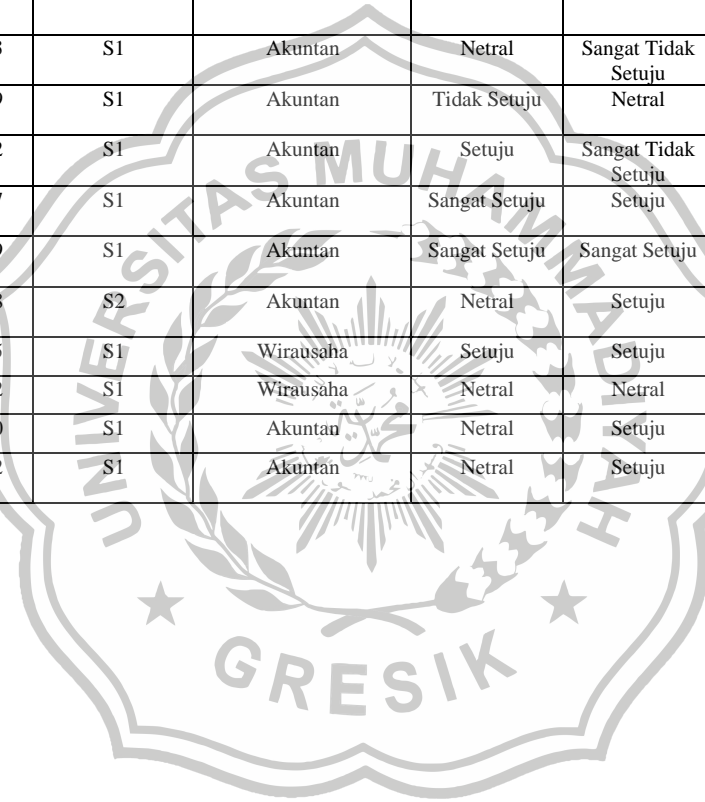 S1 Akuntan Netral Sangat Tidak
Setuju
S1 Akuntan Tidak Setuju Netral
S1 Akuntan Setuju Sangat Tidak
Setuju
S1 Akuntan Sangat Setuju Setuju
S1 Akuntan Sangat Setuju Sangat Setuju
S2 Akuntan Netral Setuju
S1 Wirausaha Setuju Setuju
S1 Wirausaha Netral Netral
S1 Akuntan Netral Setuju
S1 Akuntan Netral Setuju
UNIVERSITAS MUHAMMADIYAH
GRESIK